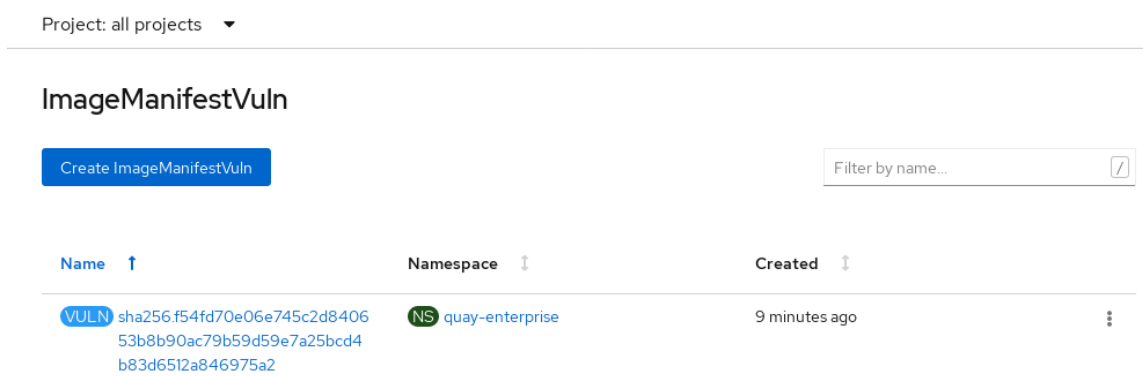 Project: all projects
ImageManifestVuln
Create ImageManifestVuln
Filter by name...
/
Name Namespace Created
VULN sha256.f54fd70e06e745c2d8406 NS quay-enterprise 9 minutes ago
53b8b90ac79b59d59e7a25bcd4
b83d6512a846975a2